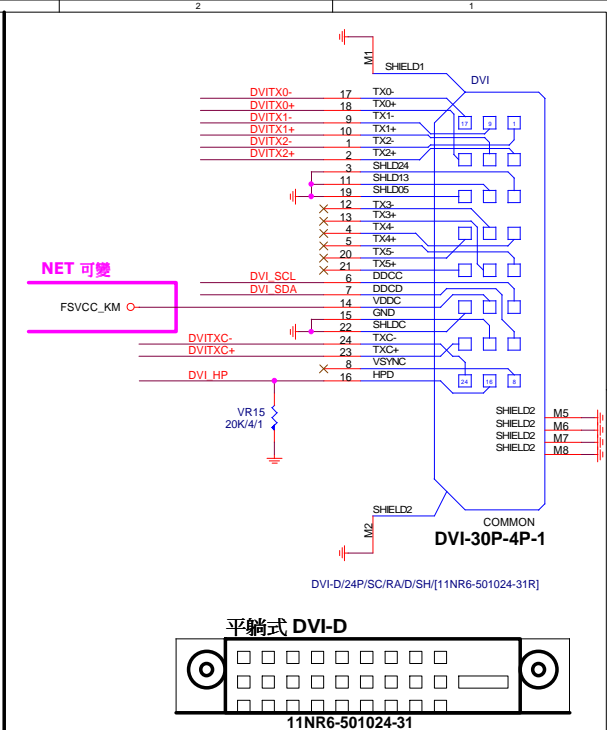 2 1
M1 SHIELD1
DVI
DVITX0- 17 TX0-
DVITX0+ 18 TX0+
DVITX1- 9 TX1-
DVITX1+ 10 TX1+
DVITX2- 1 TX2-
DVITX2+ 2 TX2+
3 SHLD24
11 SHLD13
19 SHLD05
12 TX3-
13 TX3+
4 TX4-
5 TX4+
20 TX5-
21 TX5+
DVI_SCL 6 DDCC
DVI_SDA 7 DDCD
14 VDDC
15 GND
22 SHLDC
DVITXC- 24 TXC-
DVITXC+ 23 TXC+
8 VSYNC
DVI_HP 16 HPD
17 9 1
24 16 8
NET 可變
FSVCC_KM
VR15
20K/4/1
SHIELD2 M5
SHIELD2 M6
SHIELD2 M7
SHIELD2 M8
M2 SHIELD2
COMMON
DVI-30P-4P-1
DVI-D/24P/SC/RA/D/SH/[11NR6-501024-31R]
平躺式 DVI-D
11NR6-501024-31